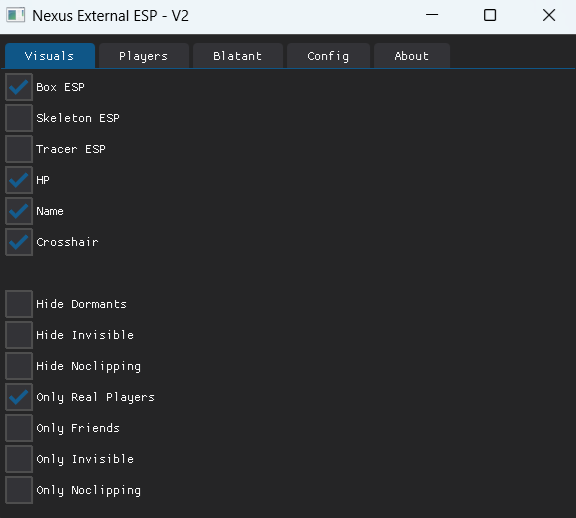 Nexus External ESP - V2
Visuals Players Blatant Config About
Box ESP
Skeleton ESP
Tracer ESP
HP
Name
Crosshair
Hide Dormants
Hide Invisible
Hide Noclipping
Only Real Players
Only Friends
Only Invisible
Only Noclipping